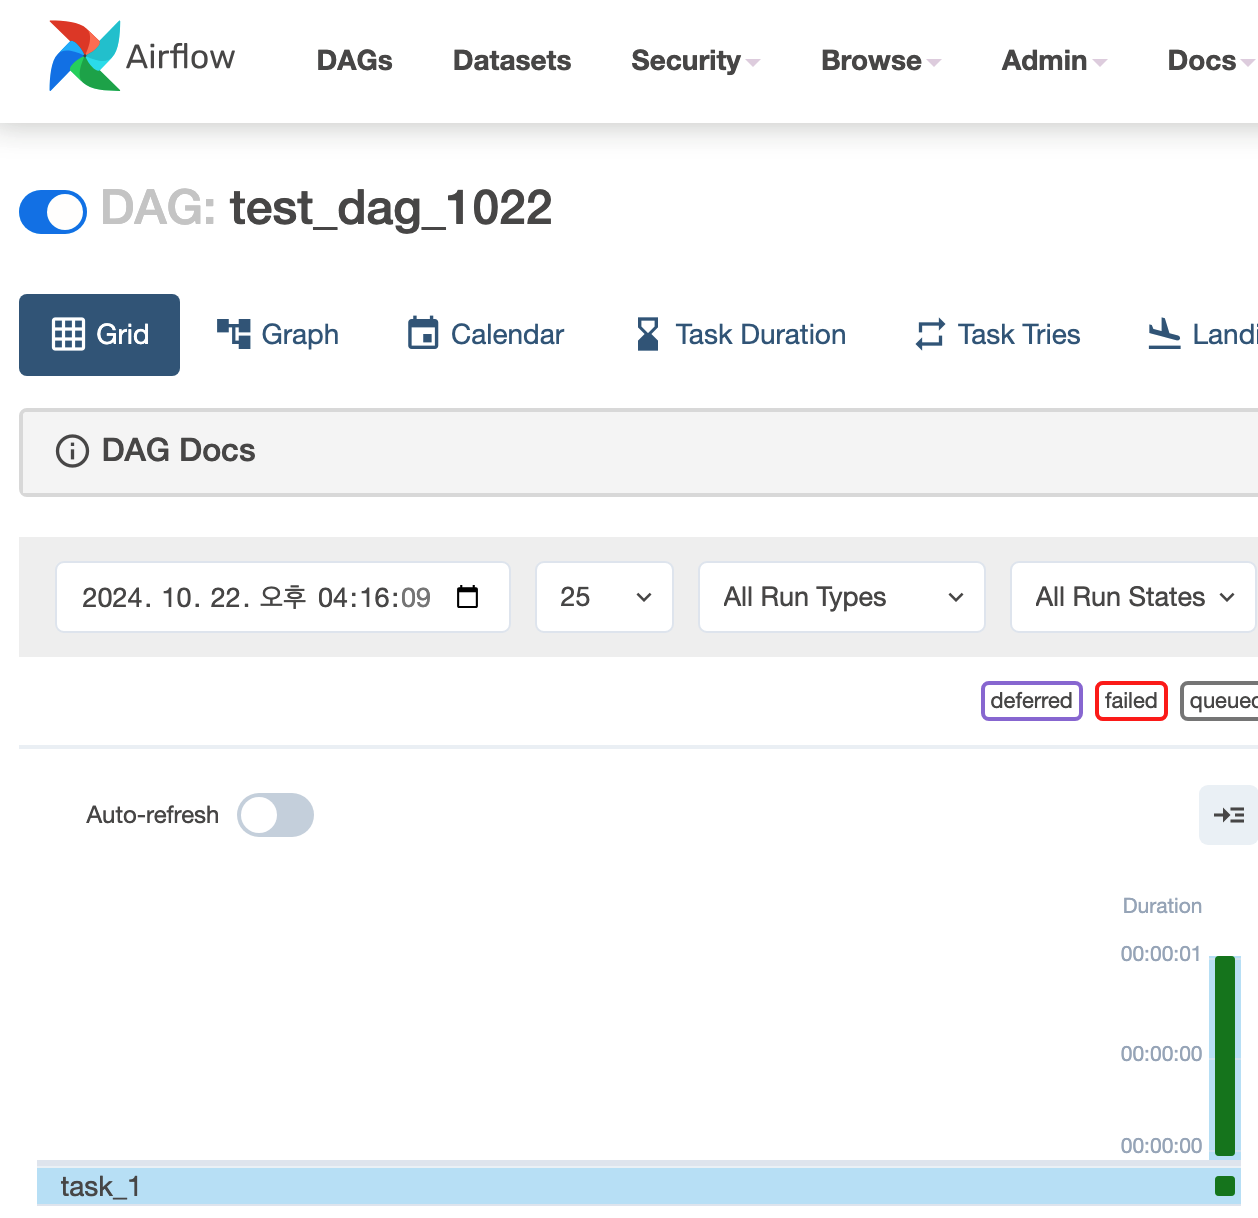 Airflow DAGs Datasets Security Browse Admin Docs
DAG: test_dag_1022
Grid Graph Calendar Task Duration Task Tries Landi
DAG Docs
2024. 10. 22. 오후 04:16:09 25 All Run Types All Run States
deferred failed queued
Auto-refresh
Duration
00:00:01
00:00:00
00:00:00
task_1